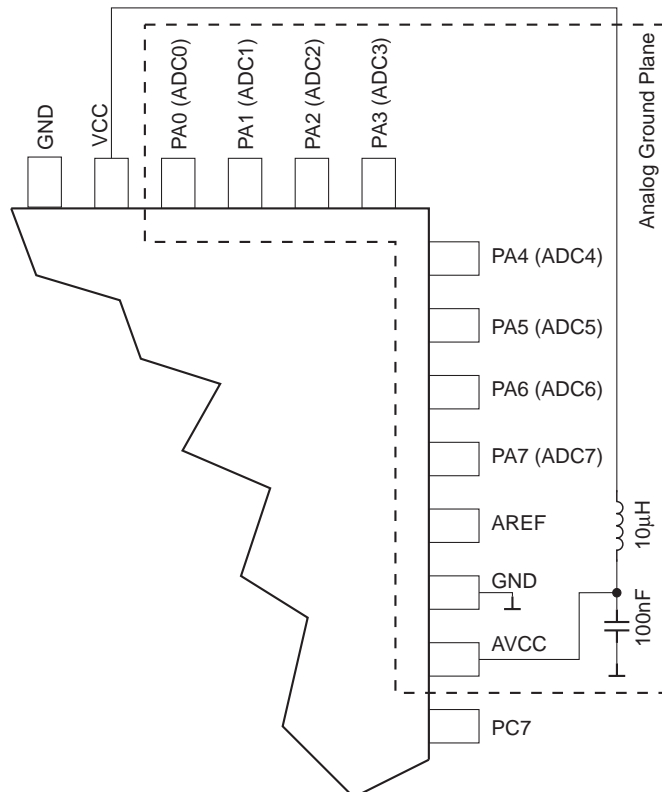 GND
VCC
PA0 (ADC0)
PA1 (ADC1)
PA2 (ADC2)
PA3 (ADC3)
Analog Ground Plane
PA4 (ADC4)
PA5 (ADC5)
PA6 (ADC6)
PA7 (ADC7)
AREF
10μH
GND
AVCC
100nF
PC7